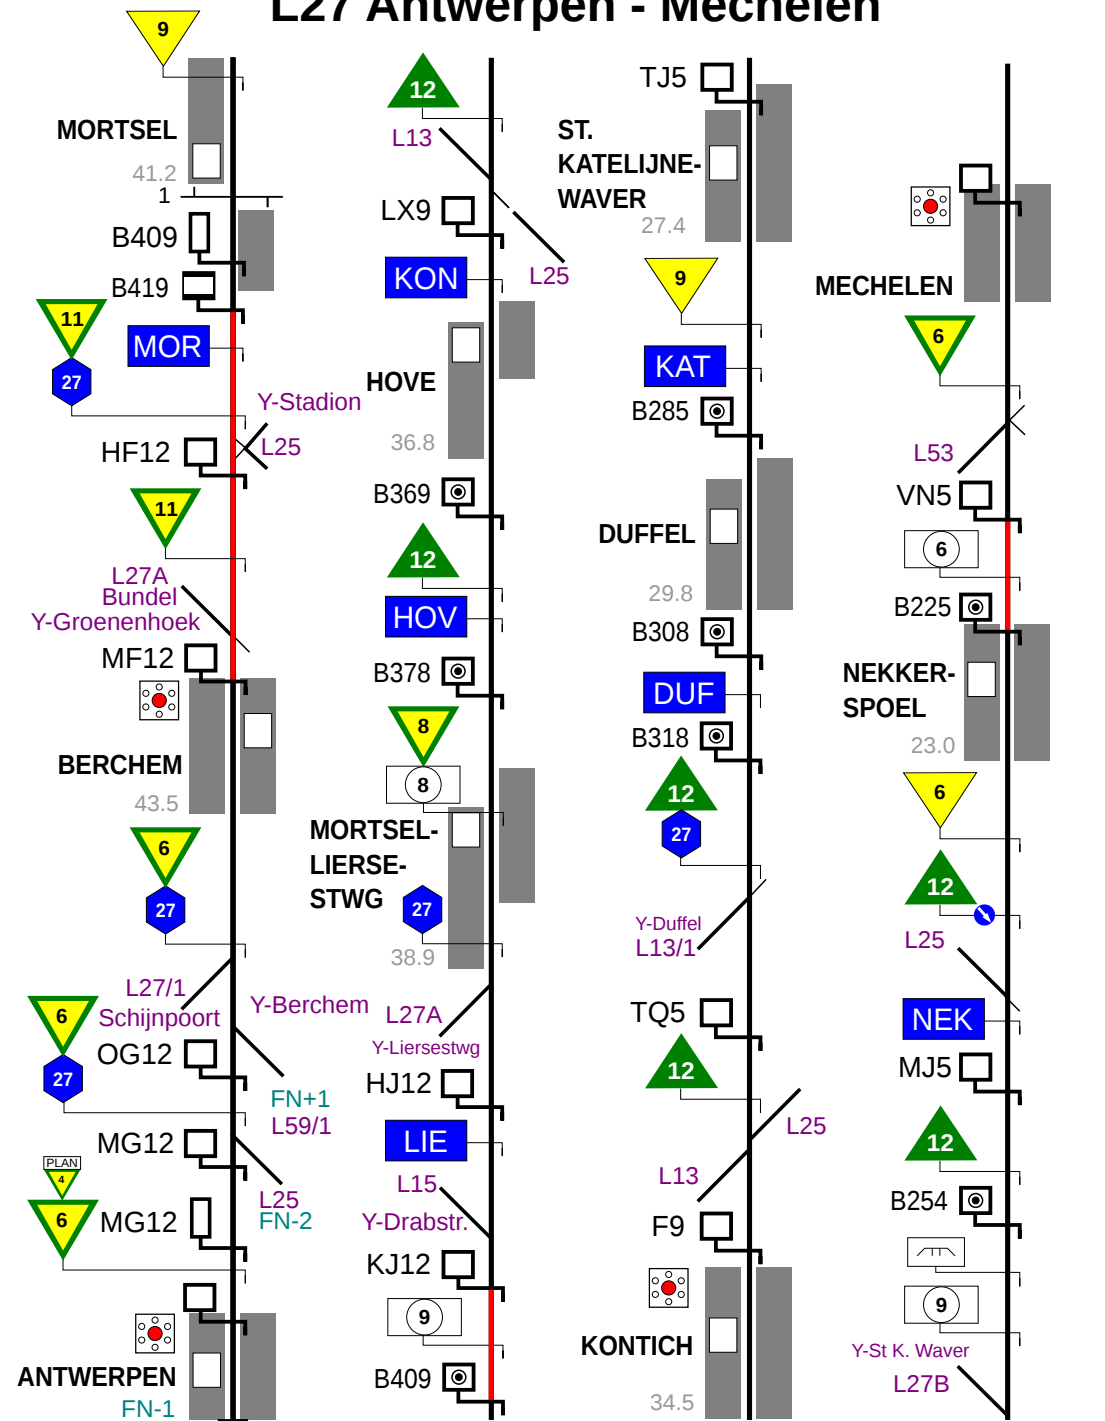 L27 Antwerpen - Mechelen
9
MORTSEL
41.2
1
B409
B419
11
27
MOR
Y-Stadion
L25
HF12
11
L27A
Bundel
Y-Groenenhoek
MF12
BERCHEM
43.5
6
27
L27/1
Schijnpoort
Y-Berchem
6
27
OG12
FN+1
L59/1
MG12
PLAN
4
L25
FN-2
6
MG12
ANTWERPEN
FN-1
12
L13
LX9
L25
KON
HOVE
36.8
B369
12
HOV
B378
8
8
MORTSEL-
LIERSE-
STWG
27
38.9
L27A
Y-Liersestwg
HJ12
LIE
L15
Y-Drabstr.
KJ12
9
B409
TJ5
ST.
KATELIJNE-
WAVER
27.4
9
KAT
B285
DUFFEL
29.8
B308
DUF
B318
12
27
Y-Duffel
L13/1
TQ5
12
L25
L13
F9
KONTICH
34.5
MECHELEN
6
L53
VN5
6
B225
NEKKER-
SPOEL
23.0
6
12
L25
NEK
MJ5
12
B254
9
Y-St K. Waver
L27B